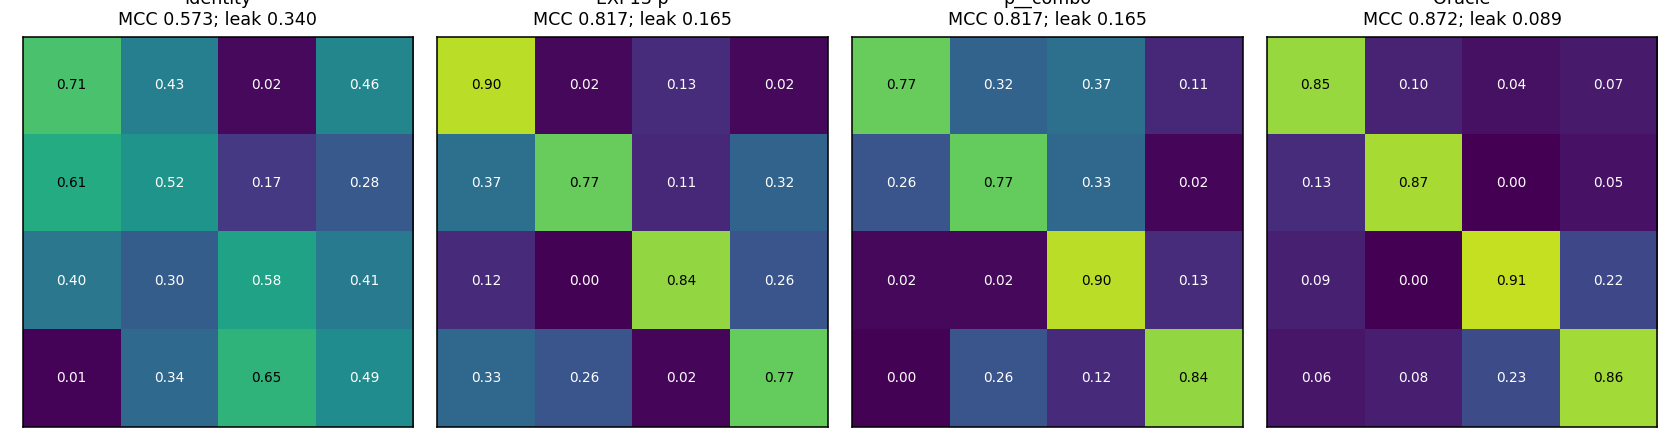 Identity
MCC 0.573; leak 0.340
0.71 0.43 0.02 0.46
0.61 0.52 0.17 0.28
0.40 0.30 0.58 0.41
0.01 0.34 0.65 0.49
MCC 0.817; leak 0.165
0.90 0.02 0.13 0.02
0.37 0.77 0.11 0.32
0.12 0.00 0.84 0.26
0.33 0.26 0.02 0.77
p__combo
MCC 0.817; leak 0.165
0.77 0.32 0.37 0.11
0.26 0.77 0.33 0.02
0.02 0.02 0.90 0.13
0.00 0.26 0.12 0.84
Oracle
MCC 0.872; leak 0.089
0.85 0.10 0.04 0.07
0.13 0.87 0.00 0.05
0.09 0.00 0.91 0.22
0.06 0.08 0.23 0.86